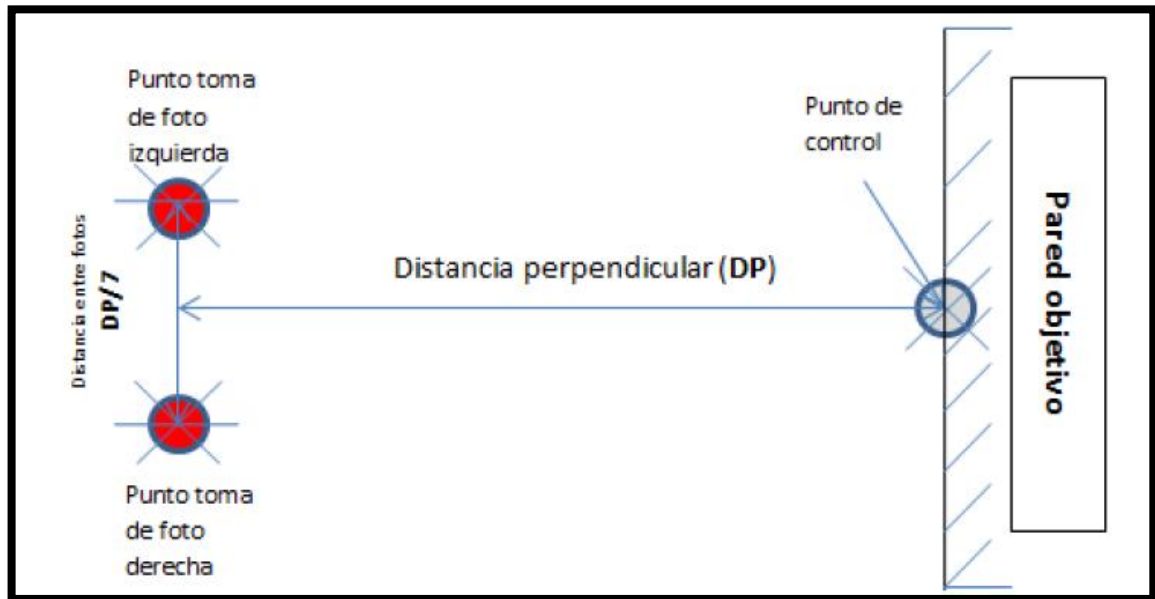 Punto toma
de foto
izquierda
Punto de
control
Distancia entre fotos
DP/7
Distancia perpendicular (DP)
Pared objetivo
Punto toma
de foto
derecha